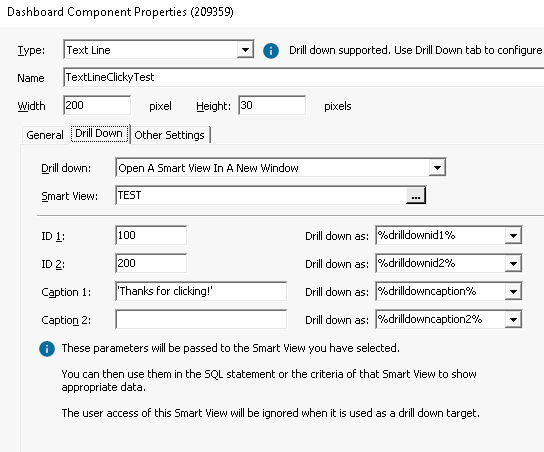 Dashboard Component Properties (209359)
Type: Text Line Drill down supported. Use Drill Down tab to configure
Name TextLineClickyTest
Width 200 pixel Height: 30 pixels
General Drill Down Other Settings
Drill down: Open A Smart View In A New Window
Smart View: TEST ...
ID 1: 100 Drill down as: %drilldownid1%
ID 2: 200 Drill down as: %drilldownid2%
Caption 1: 'Thanks for clicking!' Drill down as: %drilldowncaption%
Caption 2: Drill down as: %drilldowncaption2%
These parameters will be passed to the Smart View you have selected.
You can then use them in the SQL statement or the criteria of that Smart View to show
appropriate data.
The user access of this Smart View will be ignored when it is used as a drill down target.